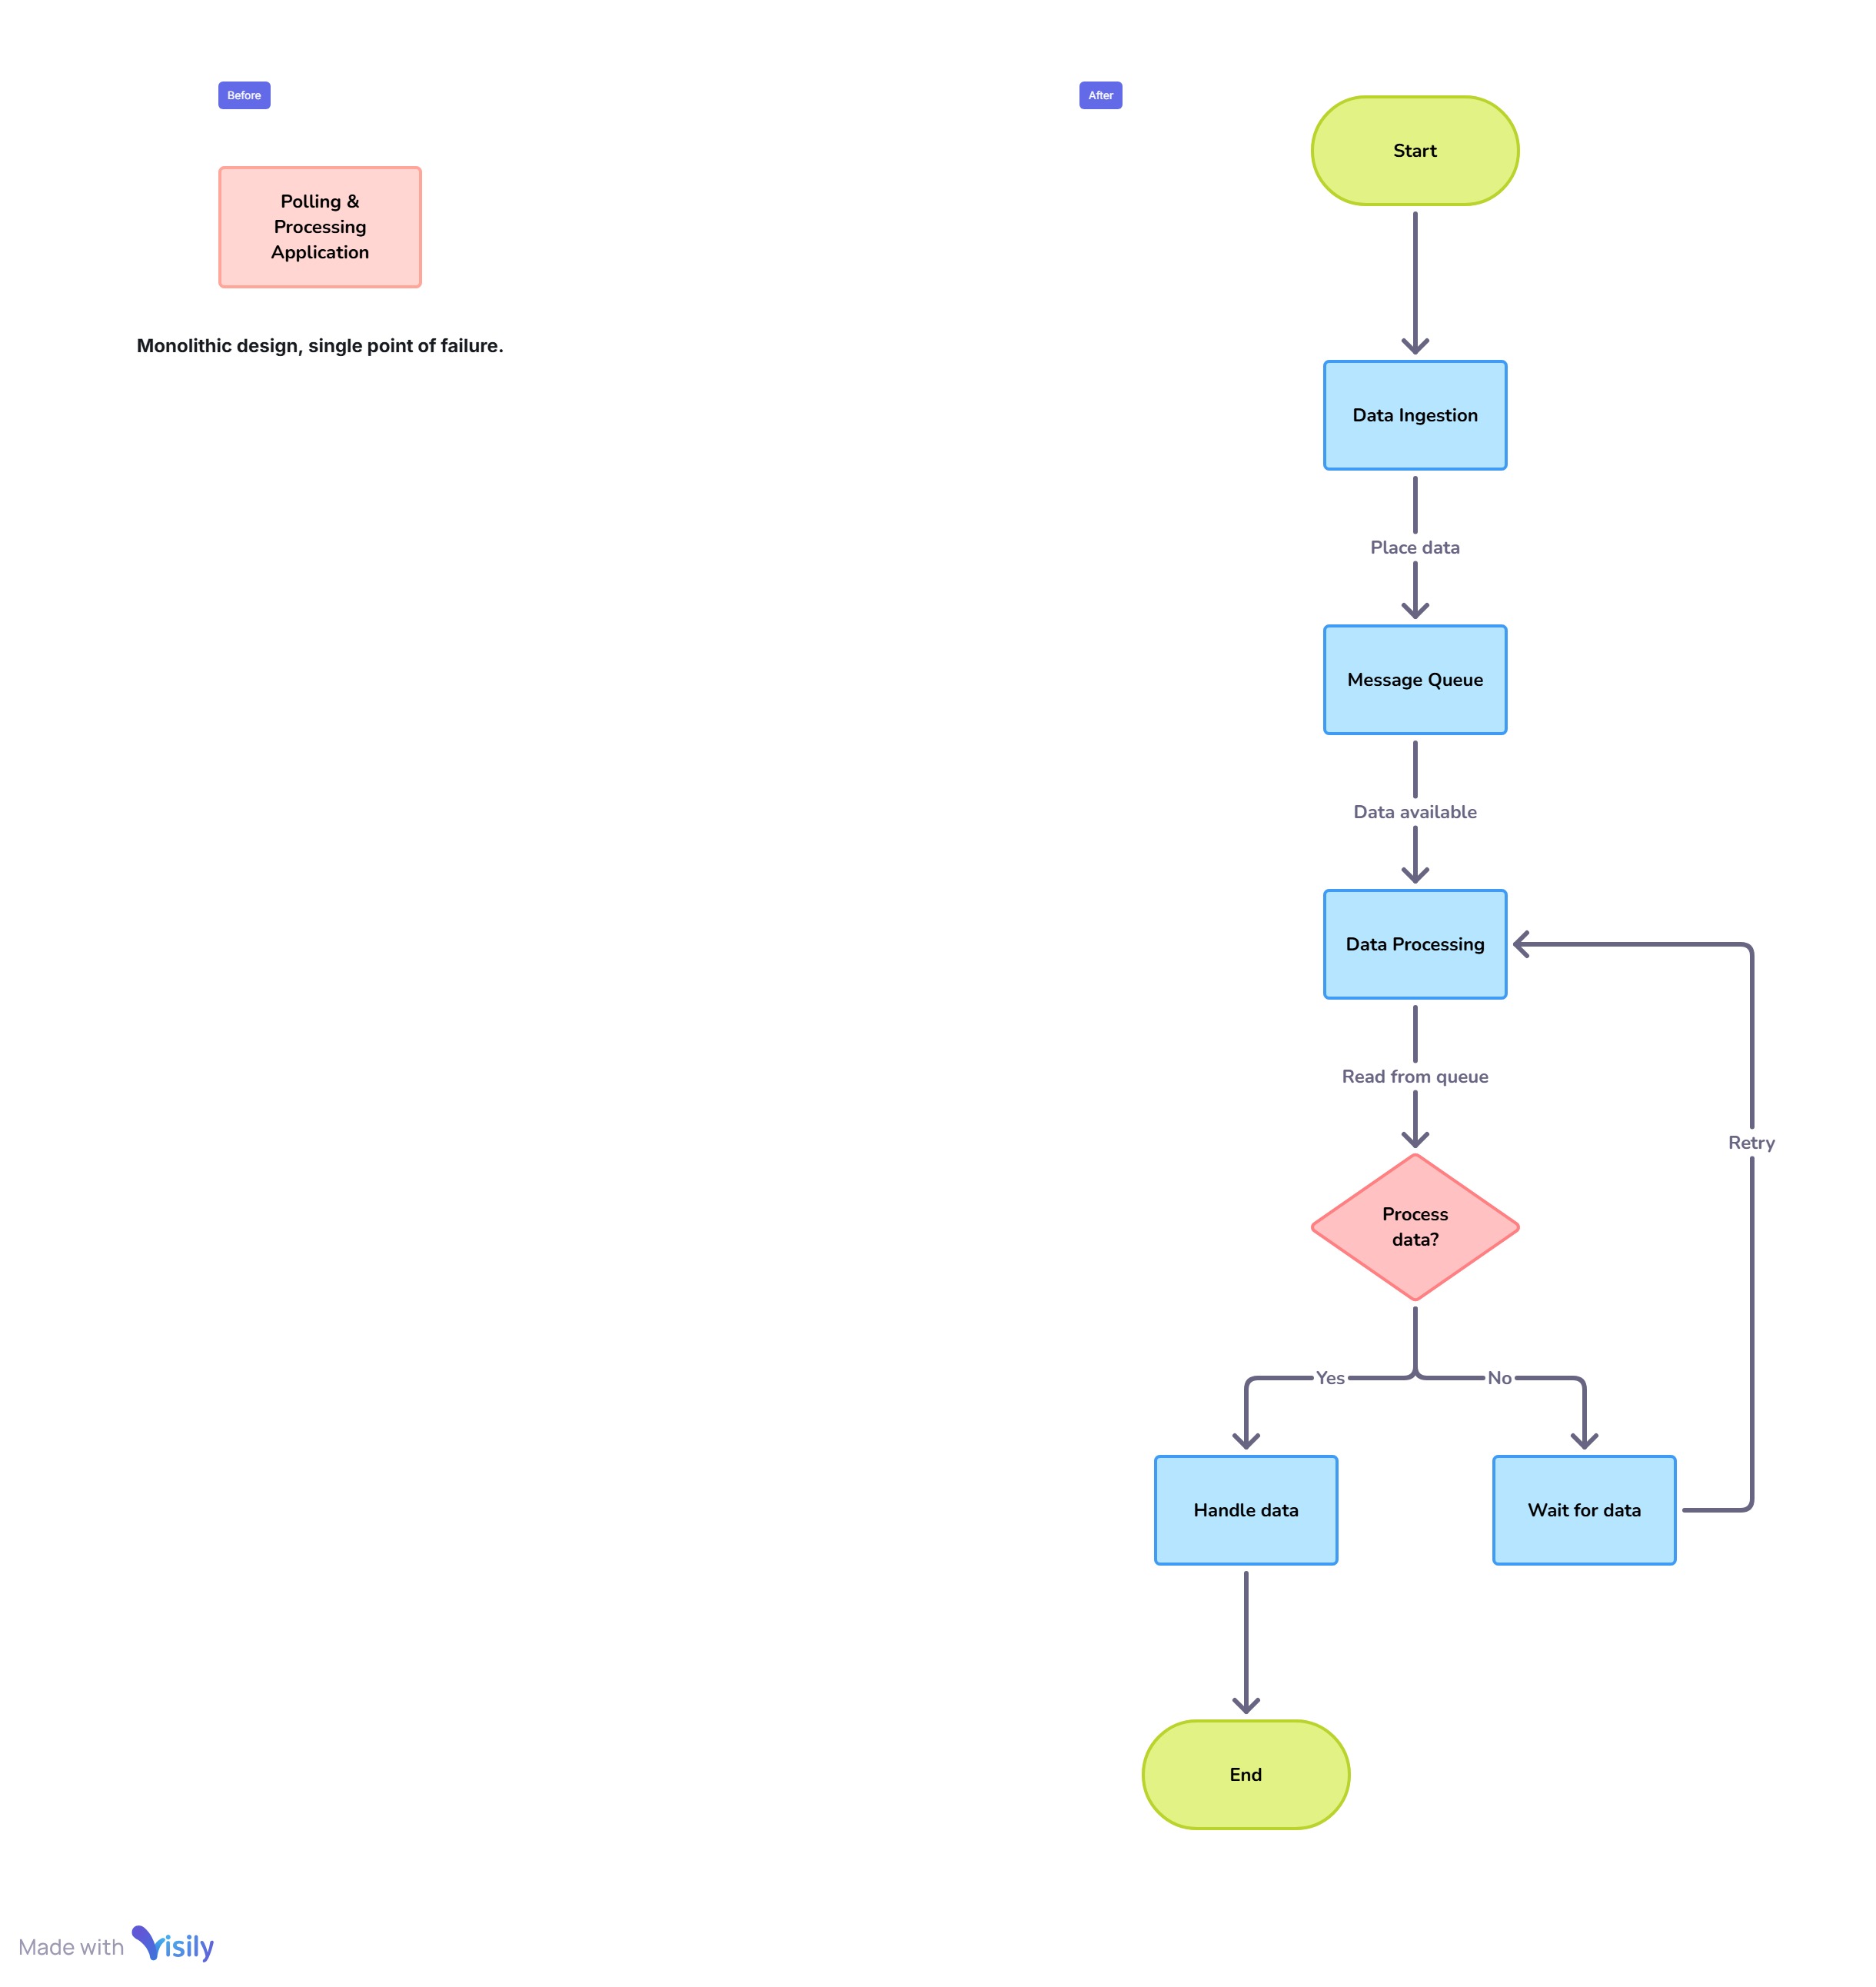 Before
Polling &
Processing
Application
Monolithic design, single point of failure.
After
Start
Data Ingestion
Place data
Message Queue
Data available
Data Processing
Read from queue
Retry
Process
data?
Yes
No
Handle data
Wait for data
End
Made with Visily